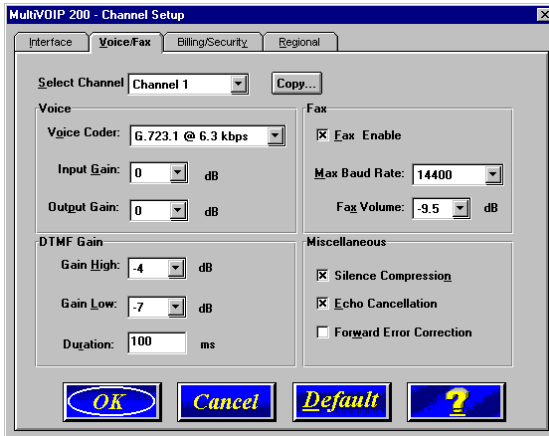 MultiVOIP 200 - Channel Setup
Interface Voice/Fax Billing/Security Regional
Select Channel Channel 1 Copy...
Voice
Voice Coder: G.723.1 @ 6.3 kbps
Input Gain: 0 dB
Output Gain: 0 dB
Fax
Fax Enable
Max Baud Rate: 14400
Fax Volume: -9.5 dB
DTMF Gain
Gain High: -4 dB
Gain Low: -7 dB
Duration: 100 ms
Miscellaneous
Silence Compression
Echo Cancellation
Forward Error Correction
OK Cancel Default ?